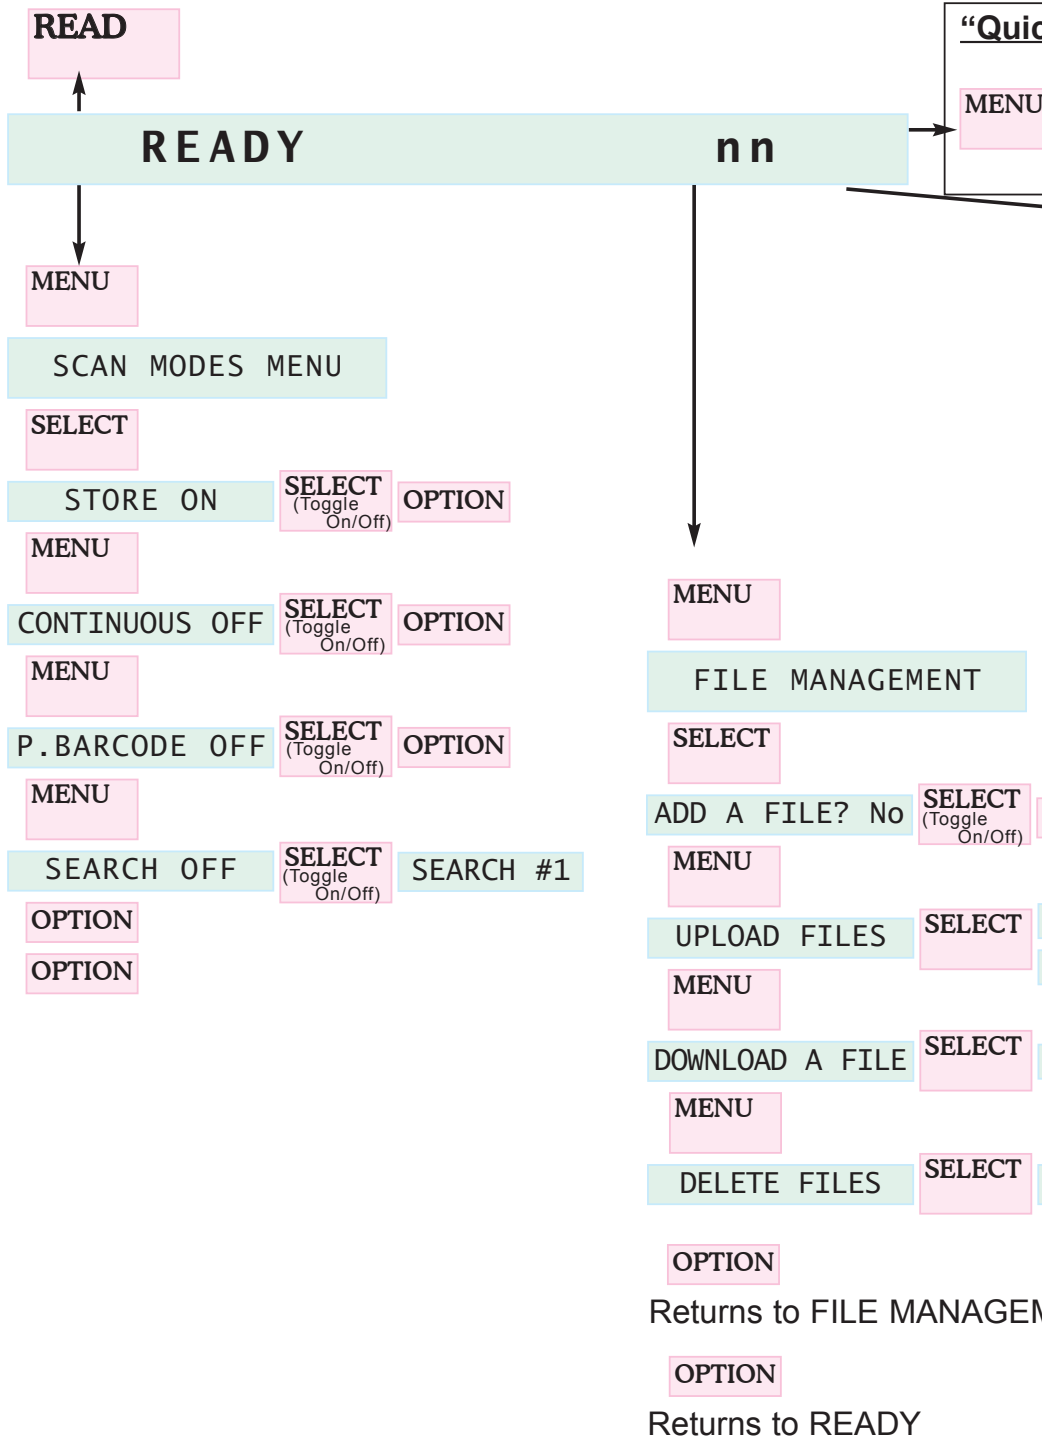 READ
“Quic
MENU
READY nn
MENU
SCAN MODES MENU
SELECT
STORE ON SELECT (Toggle On/Off) OPTION
MENU
CONTINUOUS OFF SELECT (Toggle On/Off) OPTION
MENU
P.BARCODE OFF SELECT (Toggle On/Off) OPTION
MENU
SEARCH OFF SELECT (Toggle On/Off) SEARCH #1
OPTION
OPTION
MENU
FILE MANAGEMENT
SELECT
ADD A FILE? No SELECT (Toggle On/Off)
MENU
UPLOAD FILES SELECT
MENU
DOWNLOAD A FILE SELECT
MENU
DELETE FILES SELECT
OPTION
Returns to FILE MANAGEM
OPTION
Returns to READY